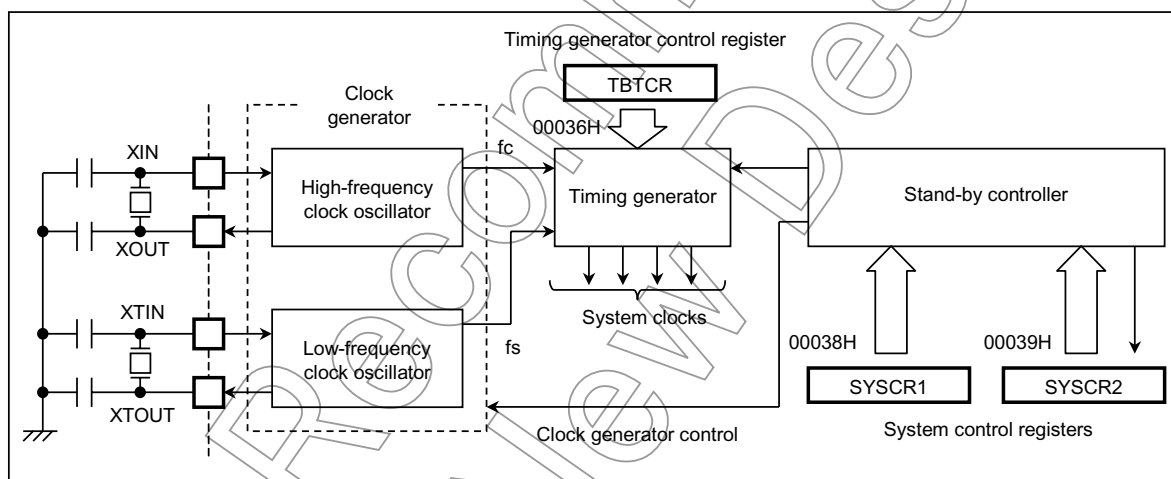 Timing generator control register
TBTCR
00036H
Clock
generator
XIN
XOUT
High-frequency
clock oscillator
fc
Timing generator
Stand-by controller
System clocks
XTIN
XTOUT
Low-frequency
clock oscillator
fs
00038H
00039H
SYSCR1
SYSCR2
Clock generator control
System control registers